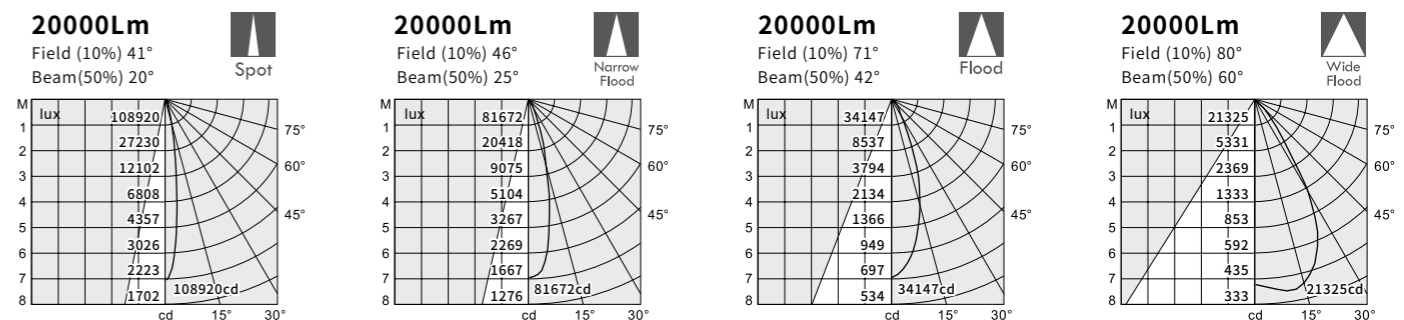 20000Lm
Field (10%) 41°
Beam(50%) 20°
Spot
M
lux
108920
1
27230
2
12102
3
6808
4
4357
5
3026
6
2223
7
1702
8
108920cd
75°
60°
45°
cd 15° 30°
20000Lm
Field (10%) 46°
Beam(50%) 25°
Narrow
Flood
M
lux
81672
1
20418
2
9075
3
5104
4
3267
5
2269
6
1667
7
1276
8
81672cd
75°
60°
45°
cd 15° 30°
20000Lm
Field (10%) 71°
Beam(50%) 42°
Flood
M
lux
34147
1
8537
2
3794
3
2134
4
1366
5
949
6
697
7
534
8
34147cd
75°
60°
45°
cd 15° 30°
20000Lm
Field (10%) 80°
Beam(50%) 60°
Wide
Flood
M
lux
21325
1
5331
2
2369
3
1333
4
853
5
592
6
435
7
333
8
21325cd
75°
60°
45°
cd 15° 30°